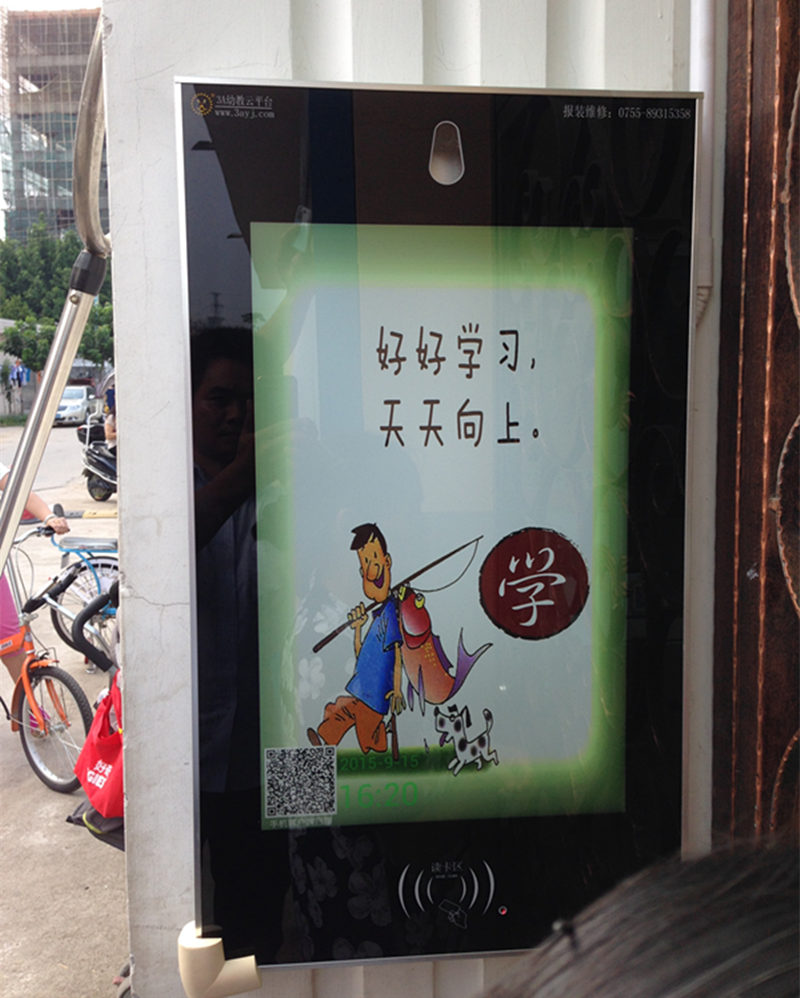 3A幼教云平台
www.3ayj.com
报装维修：0755-89315358
好好学习，
天天向上。
学
2015-9-15
16:20
读卡区